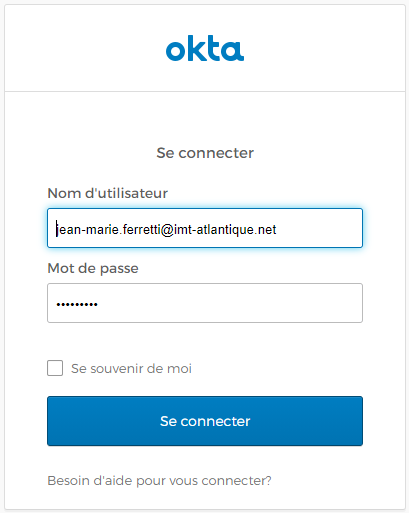 okta
Se connecter
Nom d'utilisateur
jean-marie.ferretti@imt-atlantique.net
Mot de passe
•••••••••
Se souvenir de moi
Se connecter
Besoin d'aide pour vous connecter?